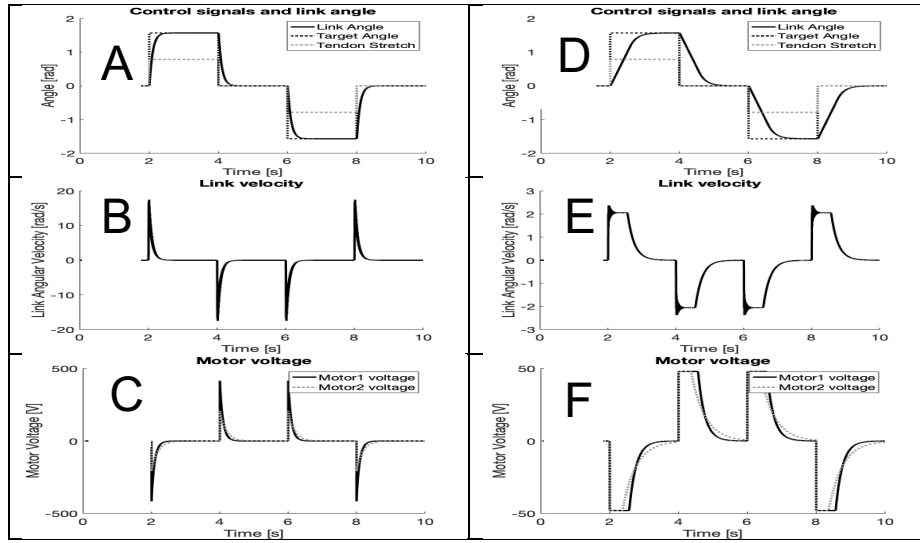 Control signals and link angle
2
1
0
-1
-2
Angle [rad]
A
Link Angle
Target Angle
Tendon Stretch
0
2
4
6
8
10
Time [s]
Link velocity
20
10
0
-10
-20
Link Angular Velocity [rad/s]
B
0
2
4
6
8
10
Time [s]
Motor voltage
500
0
-500
Motor Voltage [V]
C
Motor1 voltage
Motor2 voltage
0
2
4
6
8
10
Time [s]
Control signals and link angle
2
1
0
-1
-2
Angle [rad]
D
Link Angle
Target Angle
Tendon Stretch
0
2
4
6
8
10
Time [s]
Link velocity
3
2
1
0
-1
-2
-3
Link Angular Velocity [rad/s]
E
0
2
4
6
8
10
Time [s]
Motor voltage
50
0
-50
Motor Voltage [V]
F
Motor1 voltage
Motor2 voltage
0
2
4
6
8
10
Time [s]